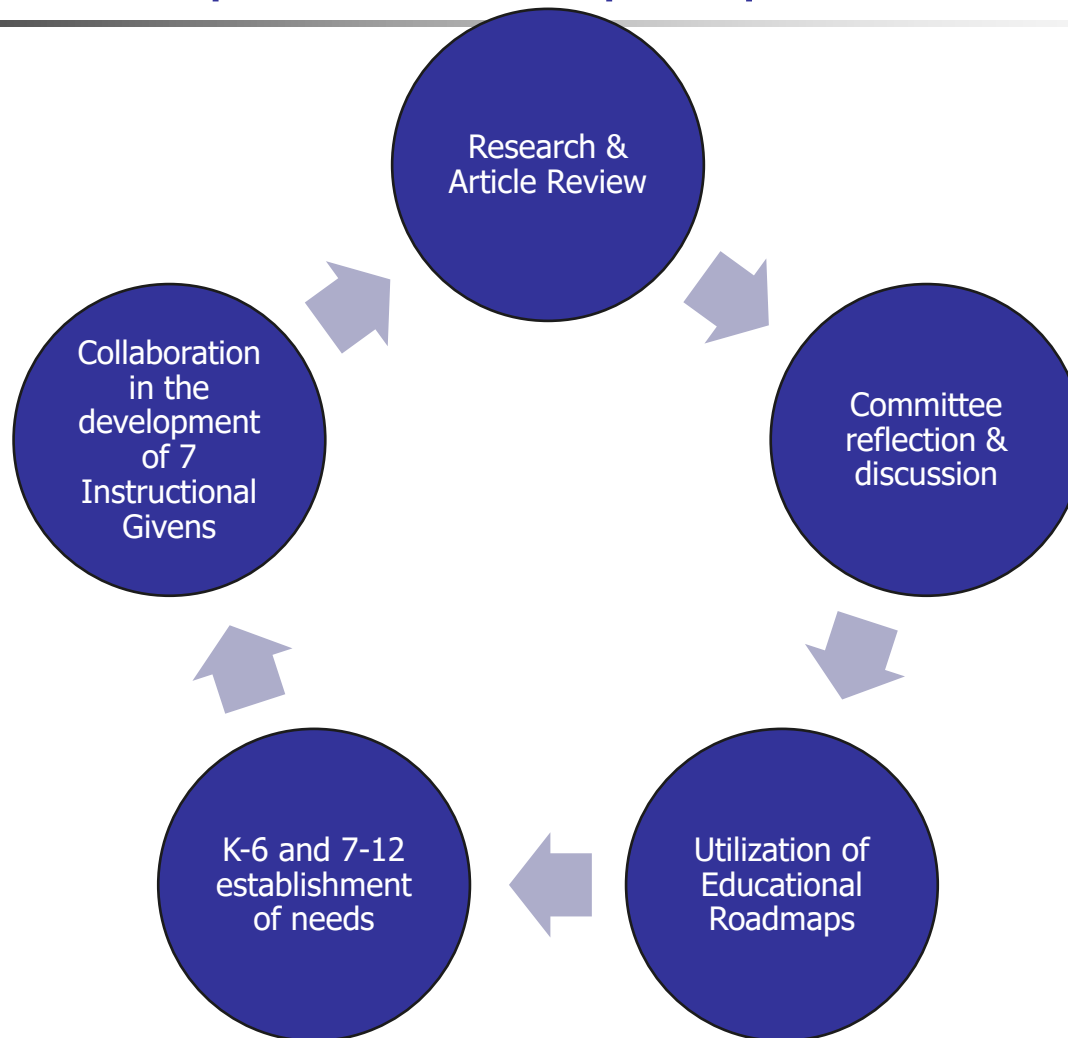 Research &
Article Review
Committee
reflection &
discussion
Utilization of
Educational
Roadmaps
K-6 and 7-12
establishment
of needs
Collaboration
in the
development
of 7
Instructional
Givens